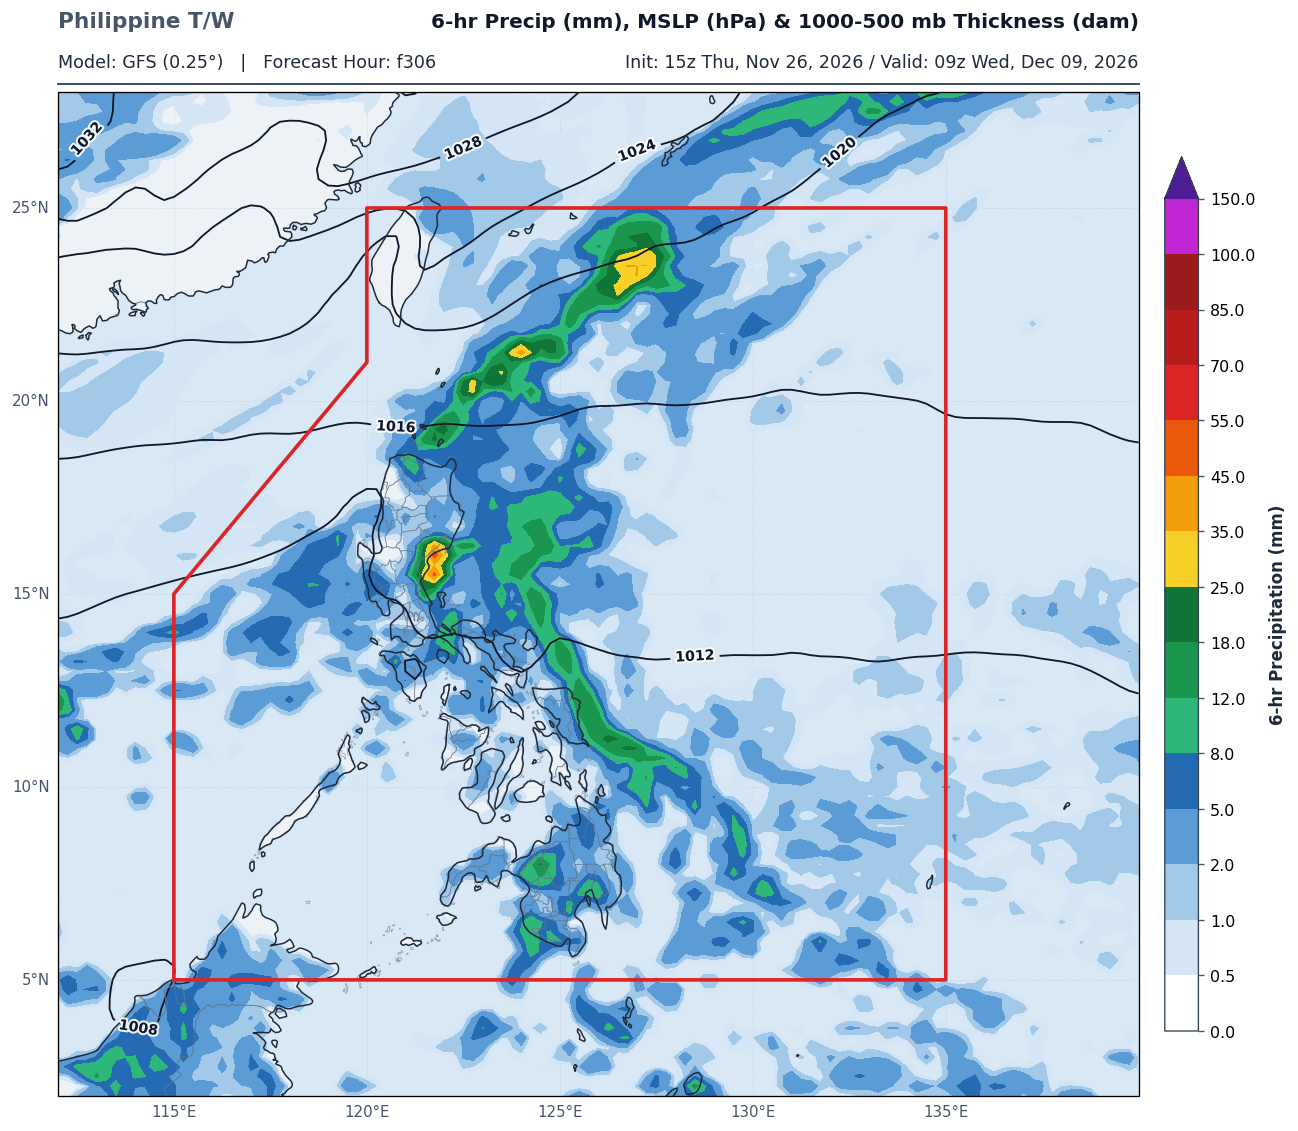 Philippine T/W
6-hr Precip (mm), MSLP (hPa) & 1000-500 mb Thickness (dam)
Model: GFS (0.25°) | Forecast Hour: f306
Init: 15z Thu, Nov 26, 2026 / Valid: 09z Wed, Dec 09, 2026
1032
1028
1024
1020
1016
1012
1008
25°N
20°N
15°N
10°N
5°N
115°E
120°E
125°E
130°E
135°E
150.0
100.0
85.0
70.0
55.0
45.0
35.0
25.0
18.0
12.0
8.0
5.0
2.0
1.0
0.5
0.0
6-hr Precipitation (mm)